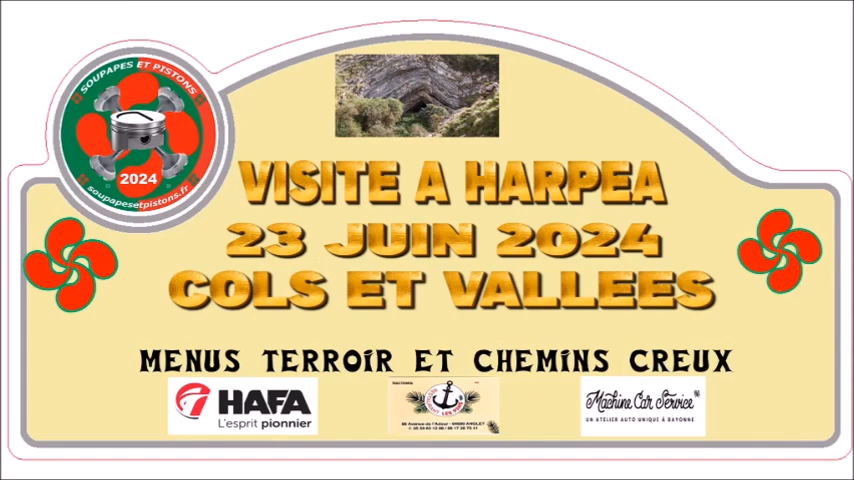 SOUPAPES ET PISTONS
2024
soupapesetpistons.fr
VISITE A HARPEA
23 JUIN 2024
COLS ET VALLEES
MENUS TERROIR ET CHEMINS CREUX
HAFA
L'esprit pionnier
Machine Car Service
UN ATELIER AUTO UNIQUE À BAYONNE